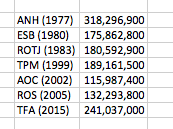 ANH (1977) 318,296,900
ESB (1980) 175,862,800
ROTJ (1983) 180,592,900
TPM (1999) 189,161,500
AOC (2002) 115,987,400
ROS (2005) 132,293,800
TFA (2015) 241,037,000